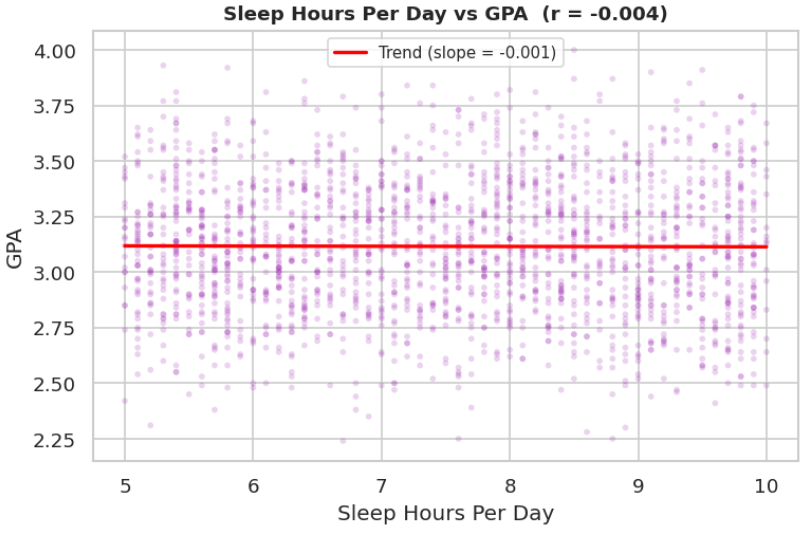 Sleep Hours Per Day vs GPA (r = -0.004)
Trend (slope = -0.001)
GPA
4.00
3.75
3.50
3.25
3.00
2.75
2.50
2.25
5 6 7 8 9 10
Sleep Hours Per Day